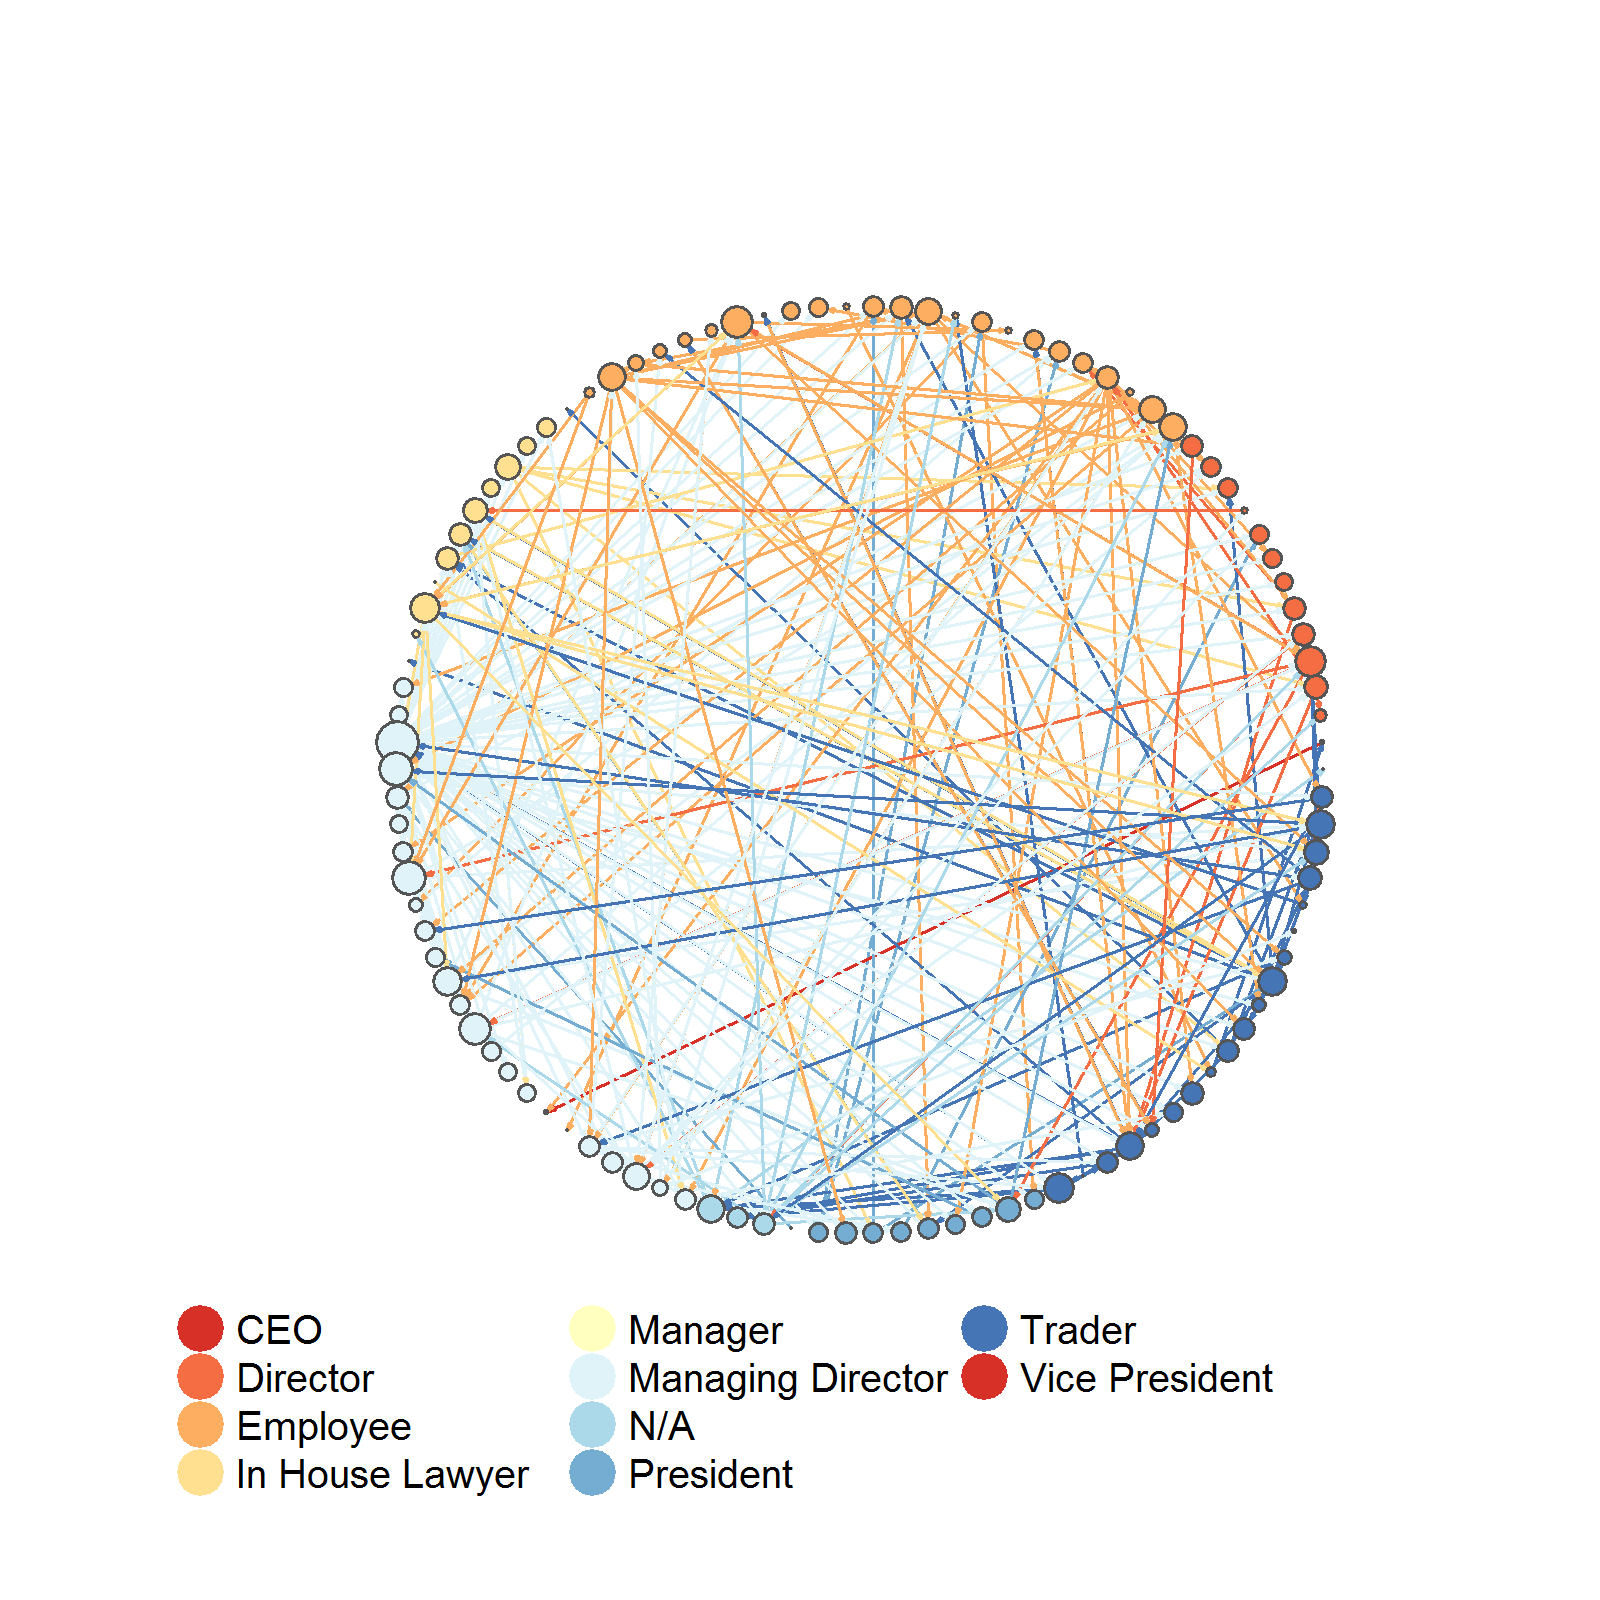 CEO
Director
Employee
In House Lawyer
Manager
Managing Director
N/A
President
Trader
Vice President